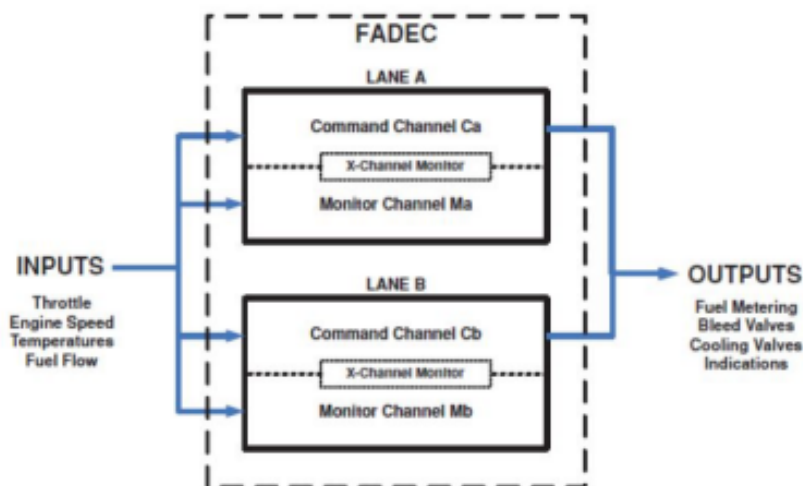 FADEC
LANE A
Command Channel Ca
X-Channel Monitor
Monitor Channel Ma
INPUTS
Throttle
Engine Speed
Temperatures
Fuel Flow
LANE B
Command Channel Cb
X-Channel Monitor
Monitor Channel Mb
OUTPUTS
Fuel Metering
Bleed Valves
Cooling Valves
Indications